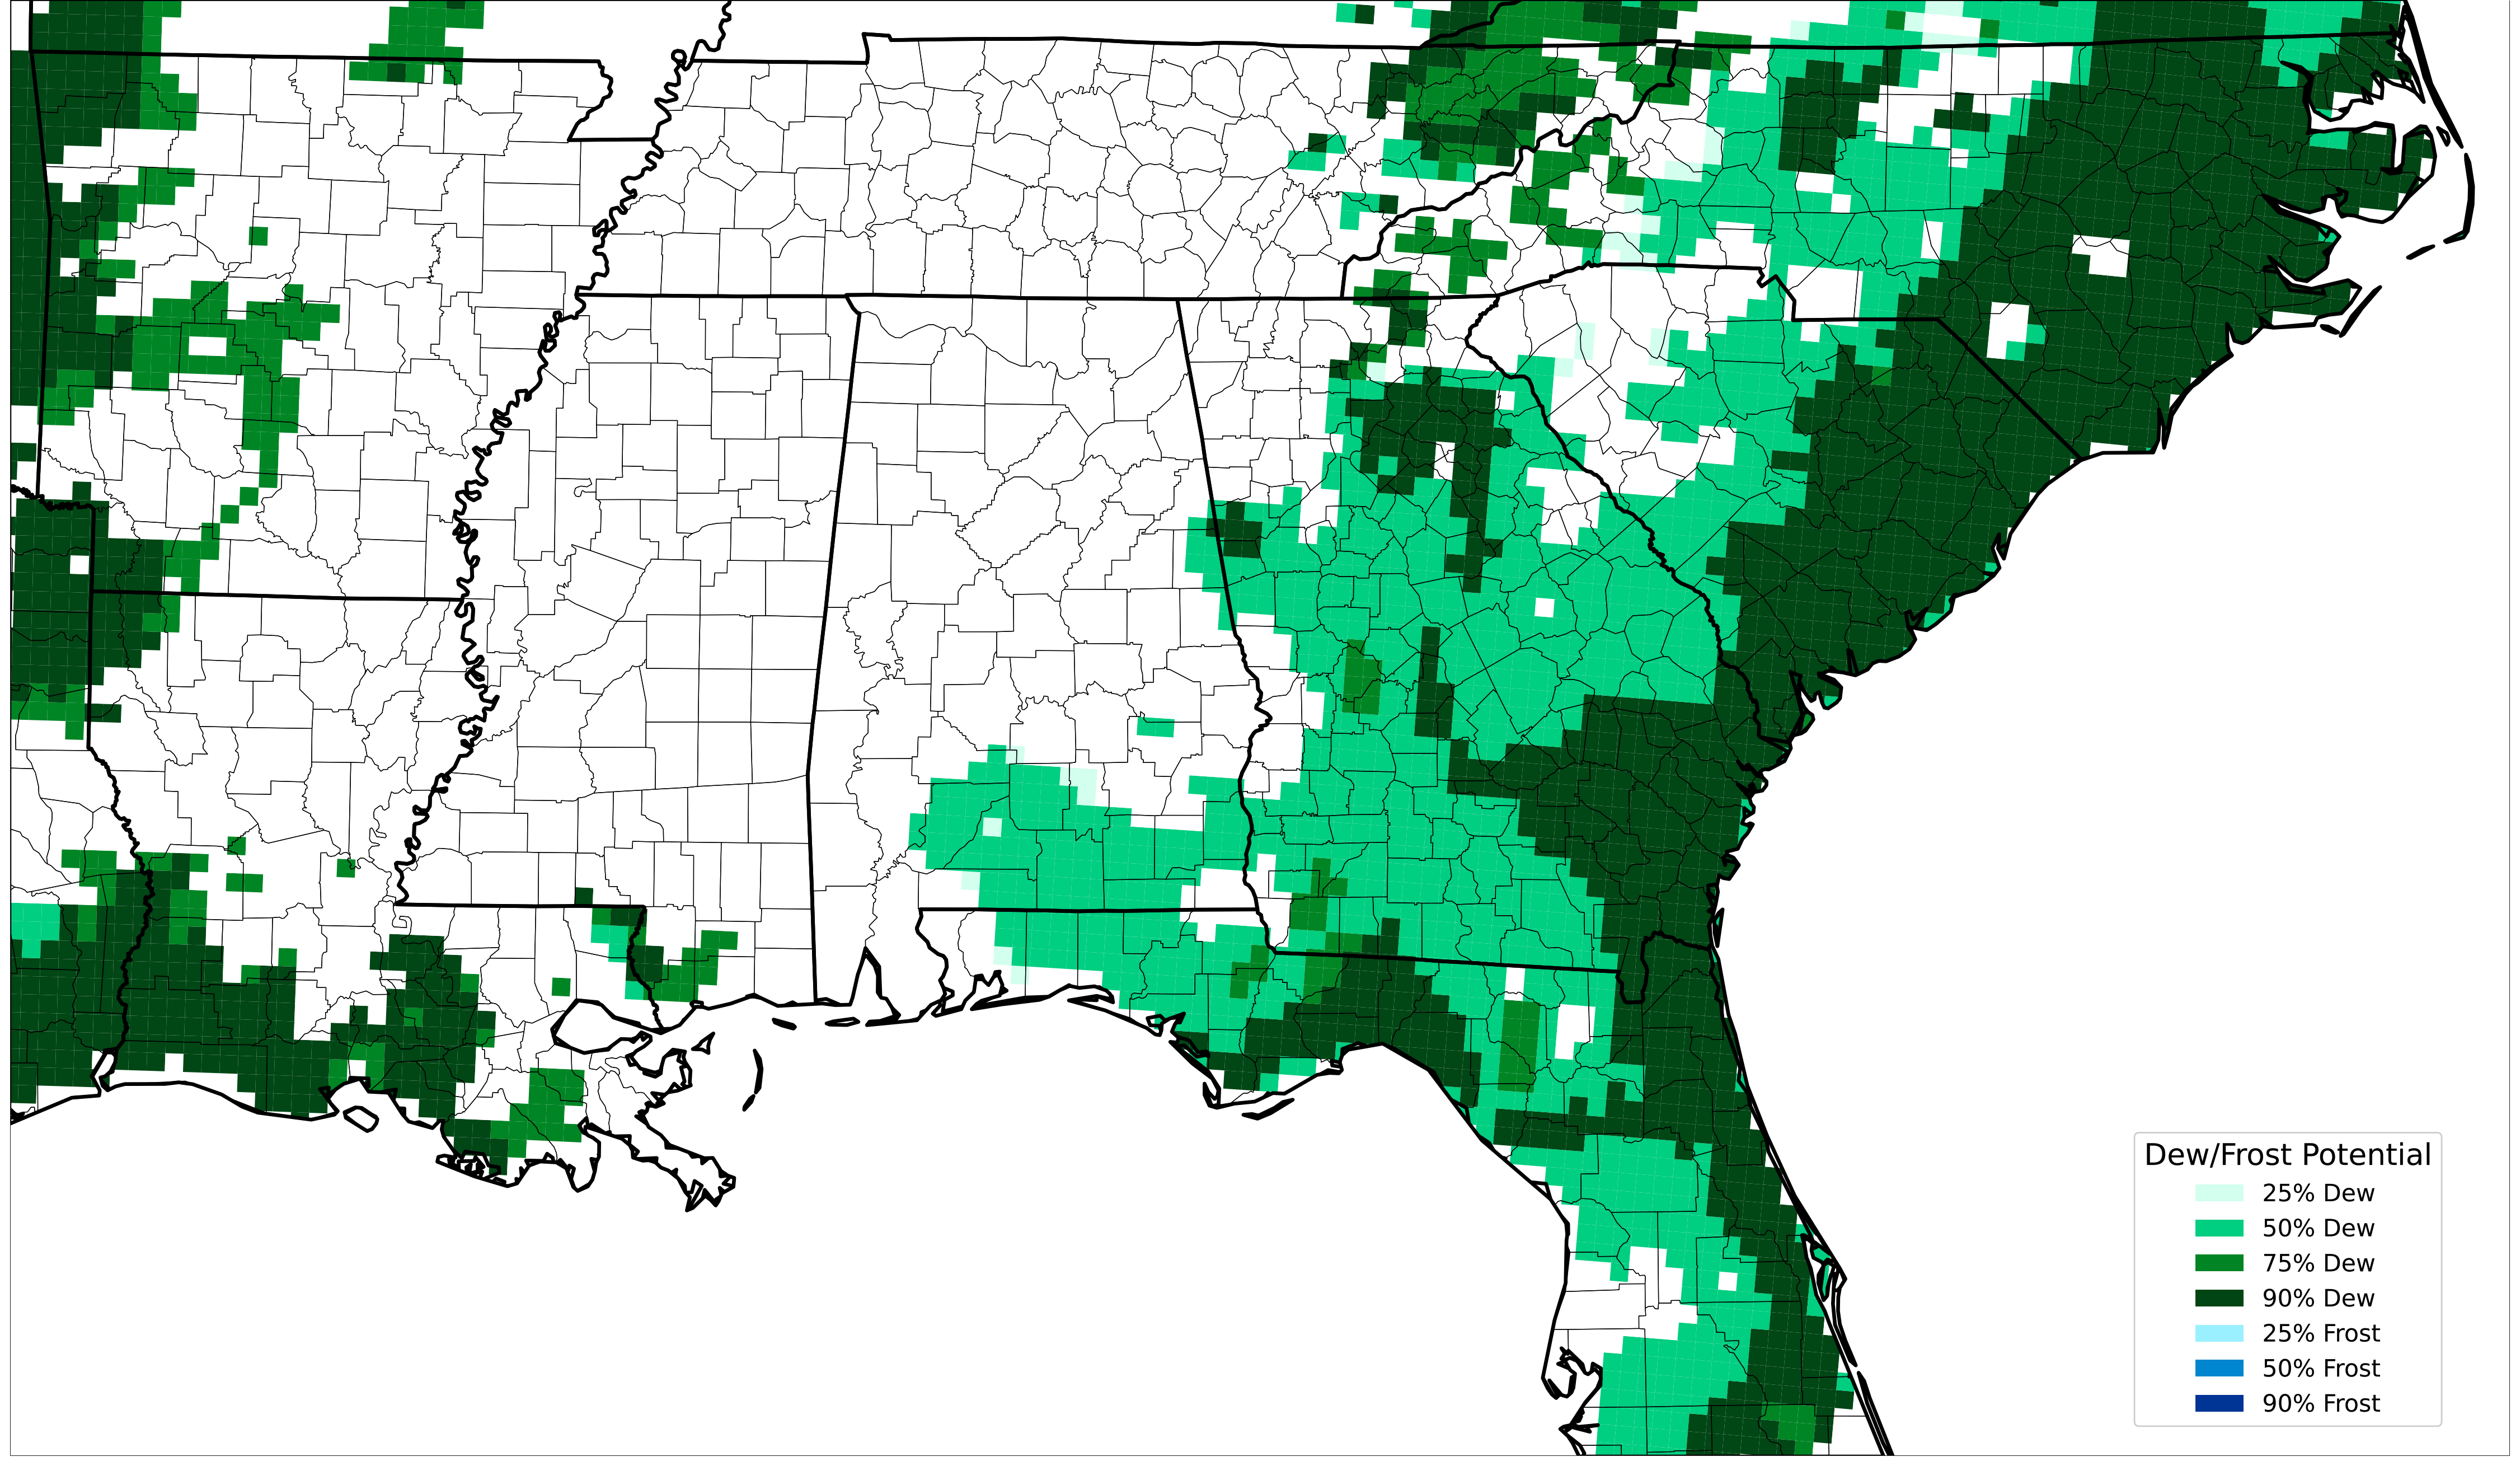 Dew/Frost Potential
25% Dew
50% Dew
75% Dew
90% Dew
25% Frost
50% Frost
90% Frost